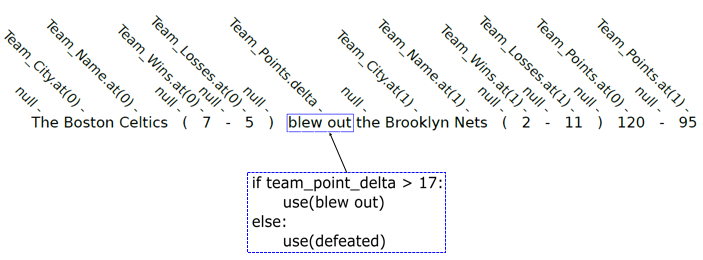 null -
Team_City.at(0) -
Team_Name.at(0) -
null -
Team_Wins.at(0) -
null -
Team_Losses.at(0) -
null -
Team_Points.delta -
null -
Team_City.at(1) -
Team_Name.at(1) -
null -
Team_Wins.at(1) -
null -
Team_Losses.at(1) -
null -
Team_Points.at(0) -
null -
Team_Points.at(1) -
The Boston Celtics ( 7 - 5 ) blew out the Brooklyn Nets ( 2 - 11 ) 120 - 95
if team_point_delta > 17:
use(blew out)
else:
use(defeated)